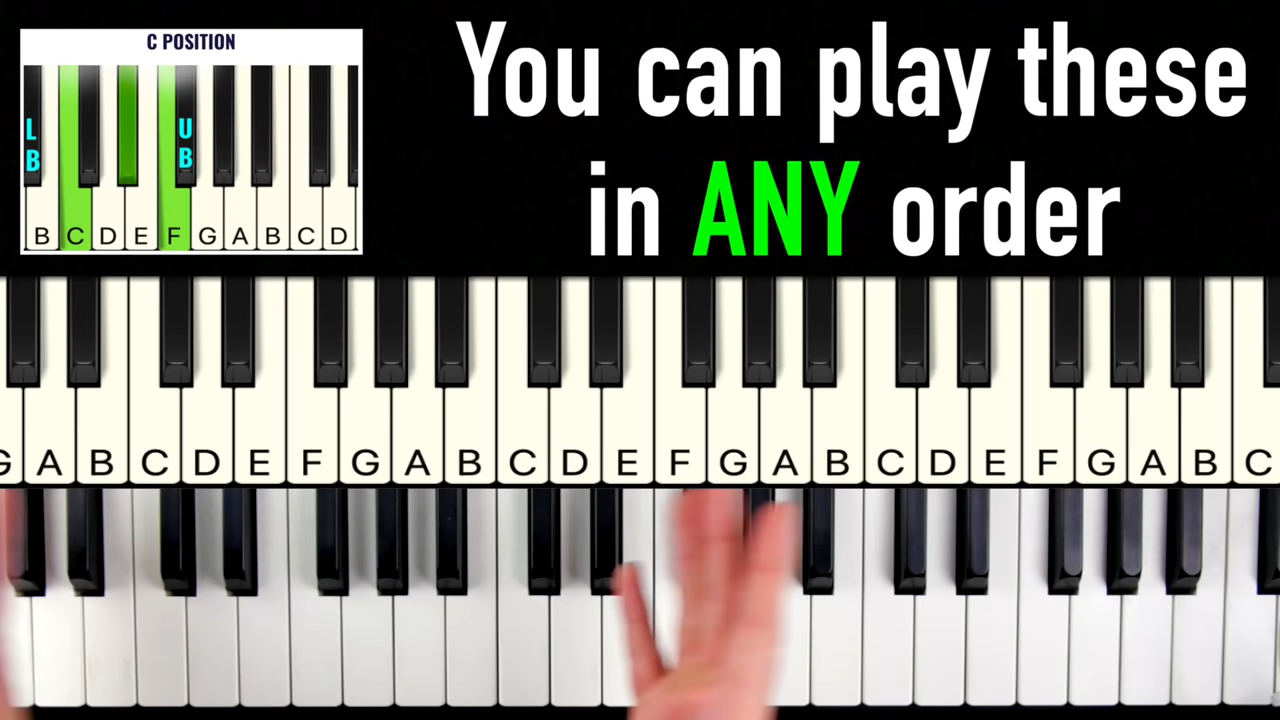 C POSITION
You can play these
in ANY order
L
B
U
B
B C D E F G A B C D
G A B C D E F G A B C D E F G A B C D E F G A B C